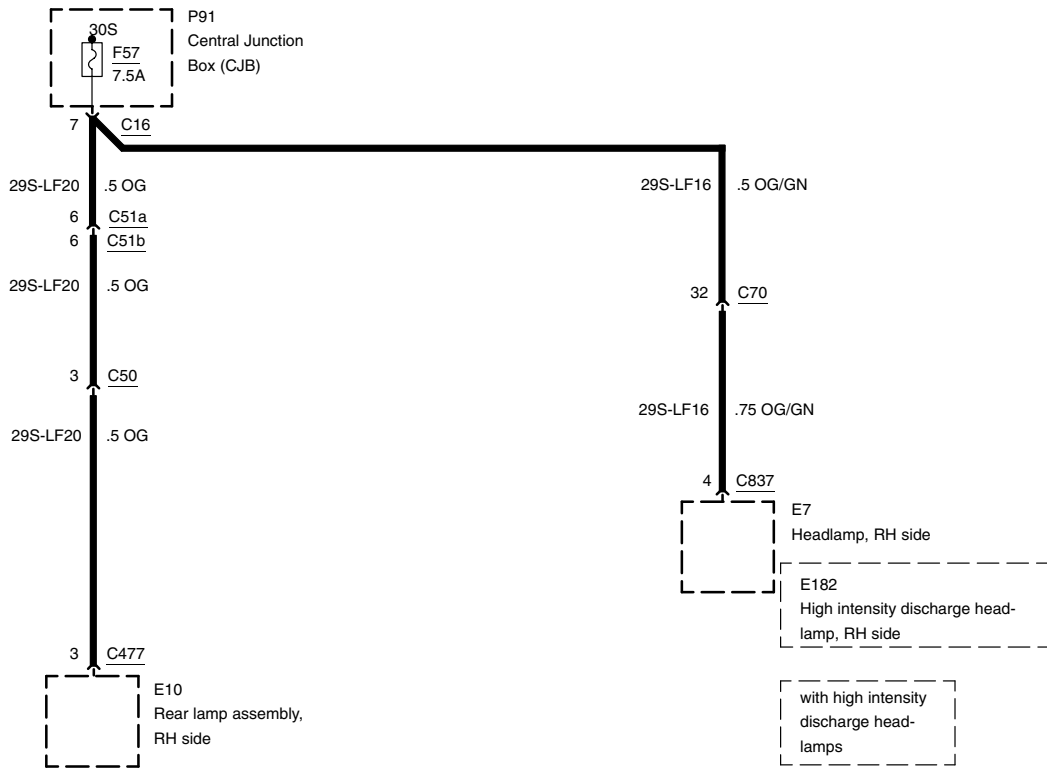 P91
Central Junction
Box (CJB)
30S
F57
7.5A
7 C16
29S-LF20 .5 OG
29S-LF16 .5 OG/GN
6 C51a
6 C51b
29S-LF20 .5 OG
32 C70
3 C50
29S-LF16 .75 OG/GN
29S-LF20 .5 OG
4 C837
E7
Headlamp, RH side
E182
High intensity discharge head-
lamp, RH side
3 C477
E10
Rear lamp assembly,
RH side
with high intensity
discharge head-
lamps